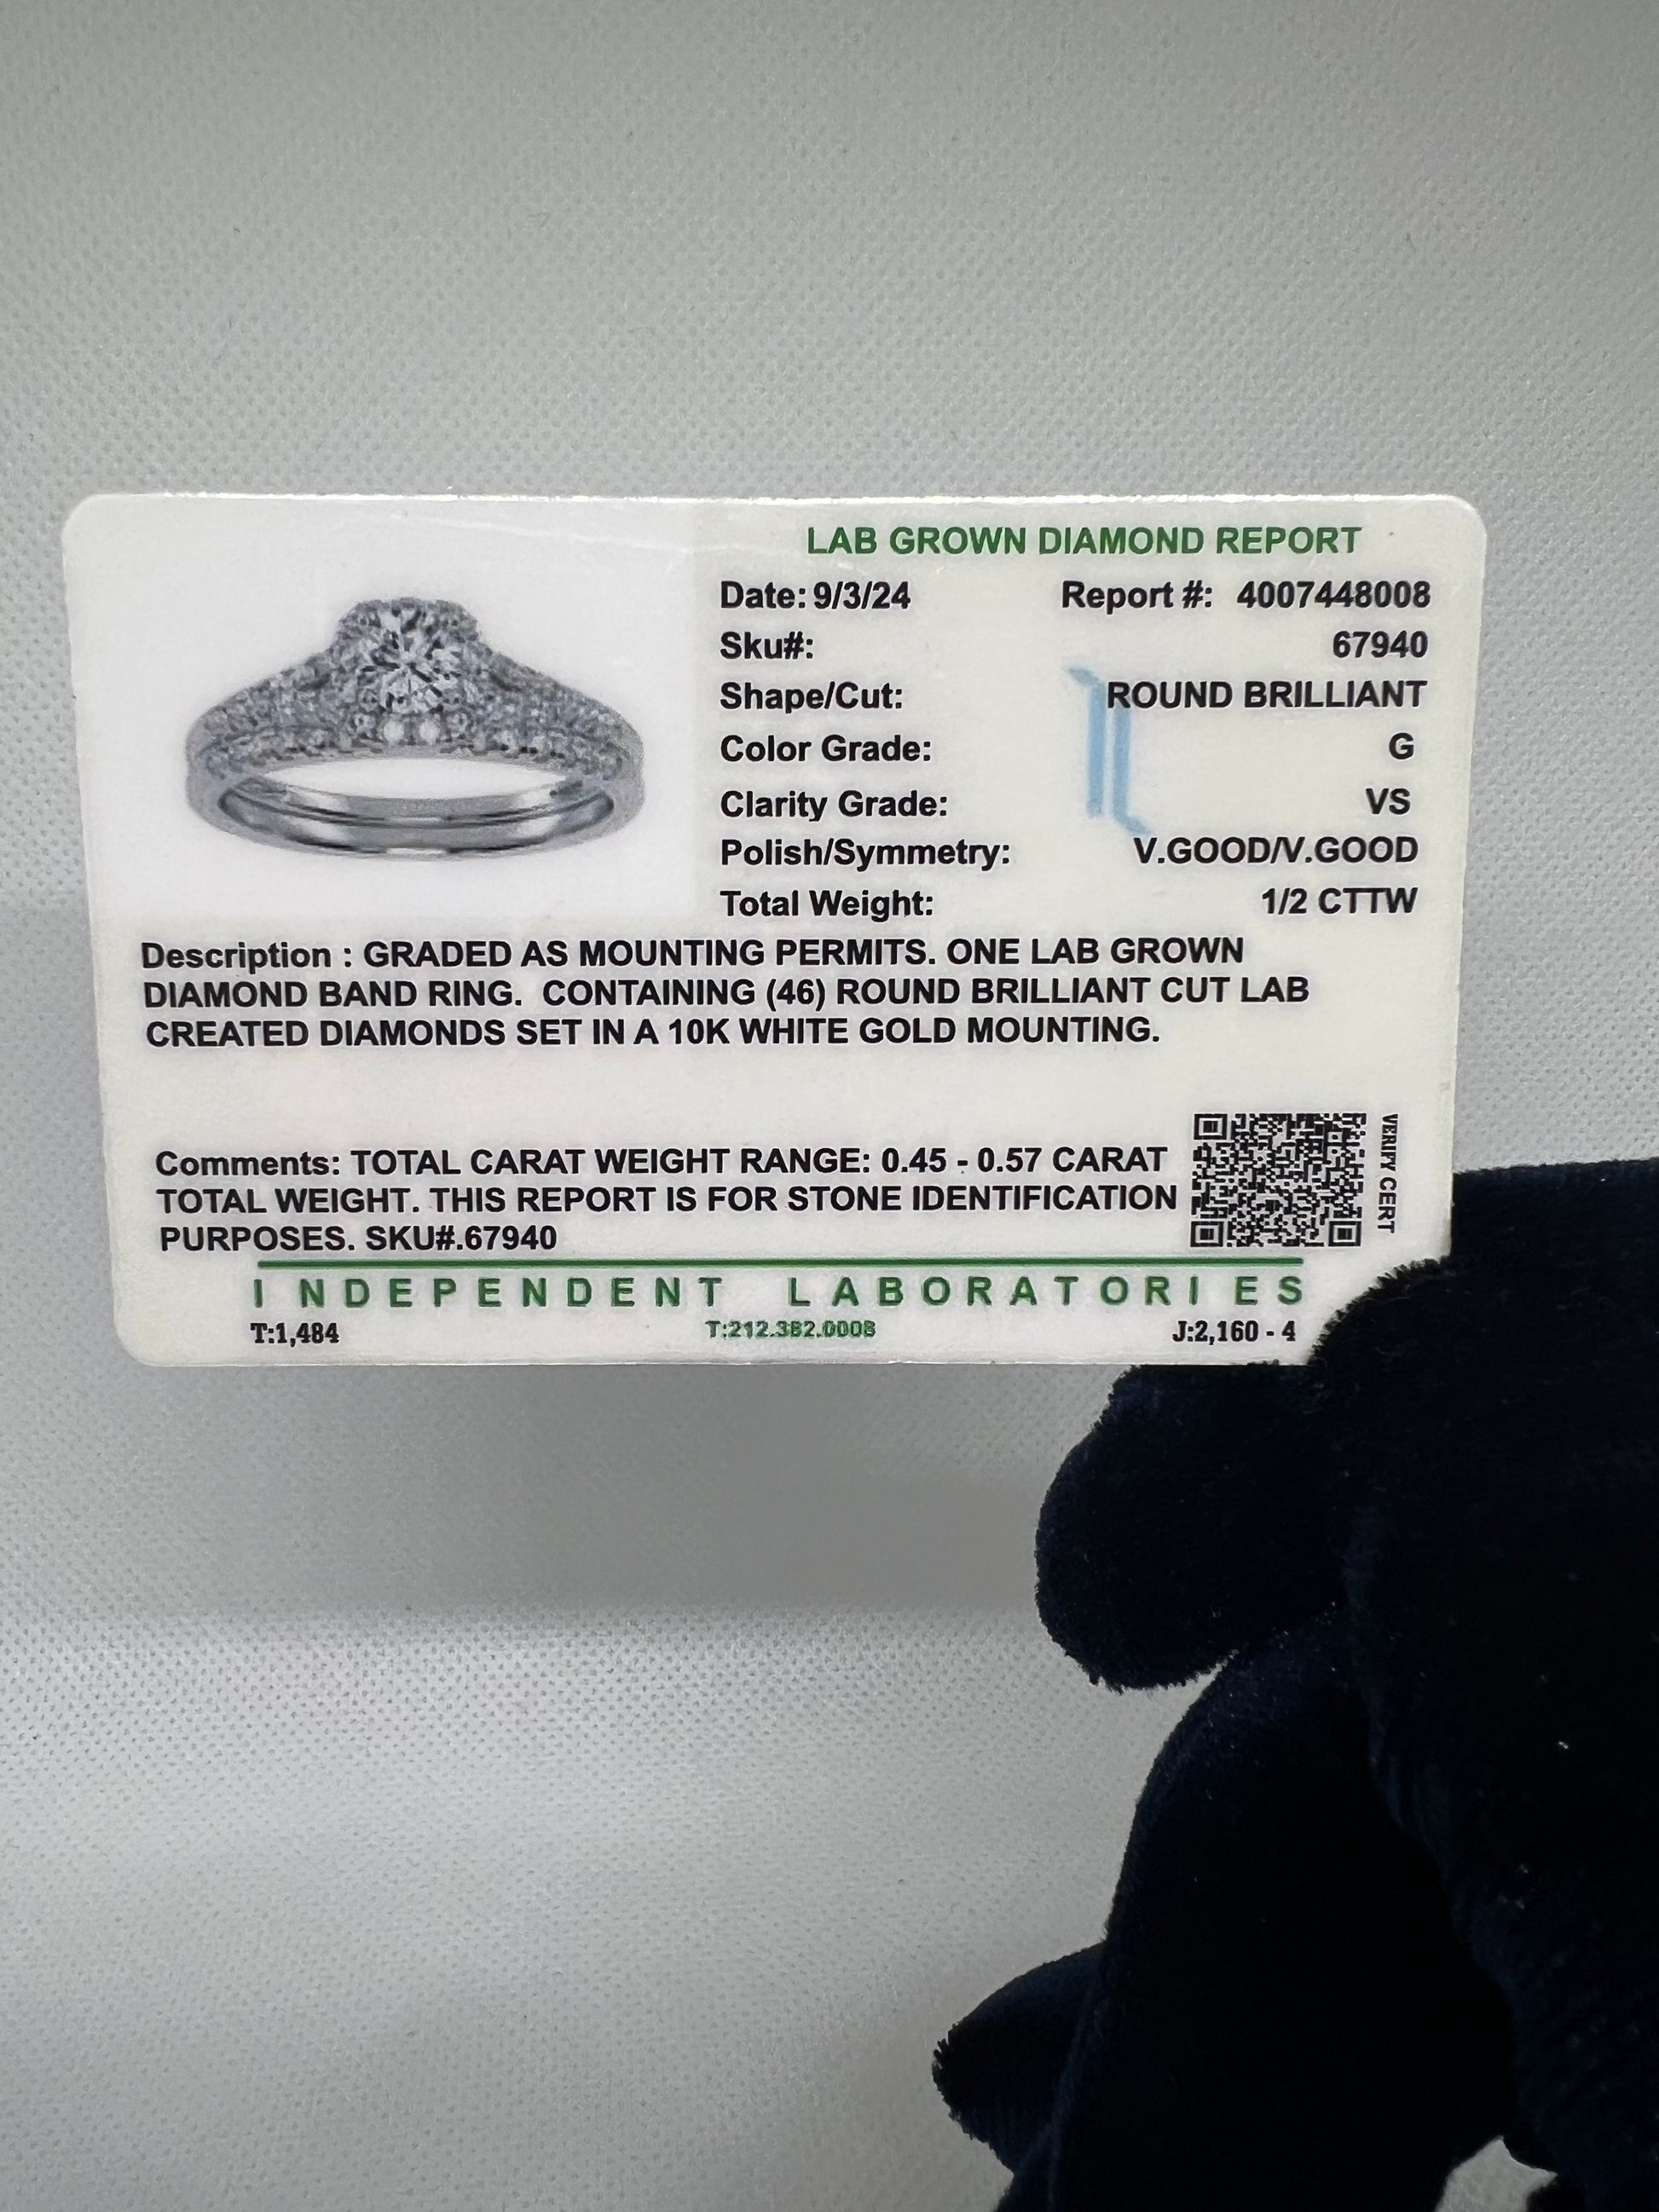 LAB GROWN DIAMOND REPORT
Date: 9/3/24 Report #: 4007448008
Sku#: 67940
Shape/Cut: ROUND BRILLIANT
Color Grade: G
Clarity Grade: VS
Polish/Symmetry: V.GOOD/V.GOOD
Total Weight: 1/2 CTTW
Description : GRADED AS MOUNTING PERMITS. ONE LAB GROWN
DIAMOND BAND RING. CONTAINING (46) ROUND BRILLIANT CUT LAB
CREATED DIAMONDS SET IN A 10K WHITE GOLD MOUNTING.
Comments: TOTAL CARAT WEIGHT RANGE: 0.45 - 0.57 CARAT
TOTAL WEIGHT. THIS REPORT IS FOR STONE IDENTIFICATION
PURPOSES. SKU#.67940
VERIFY CERT
INDEPENDENT LABORATORIES
T:1,484 T:212.382.0008 J:2,160 - 4